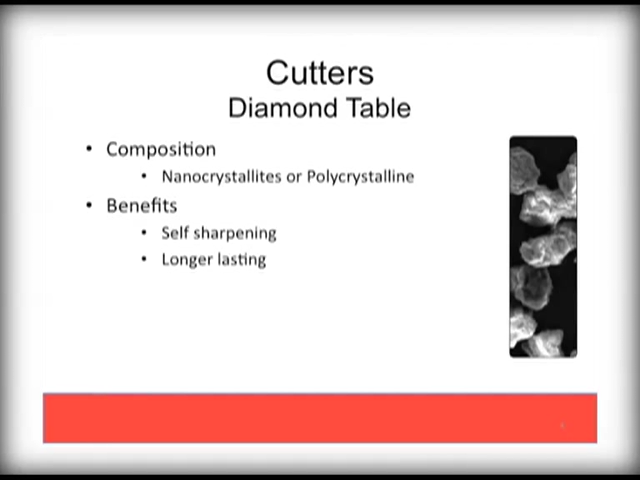 Cutters
Diamond Table
• Composition
• Nanocrystallites or Polycrystalline
• Benefits
• Self sharpening
• Longer lasting